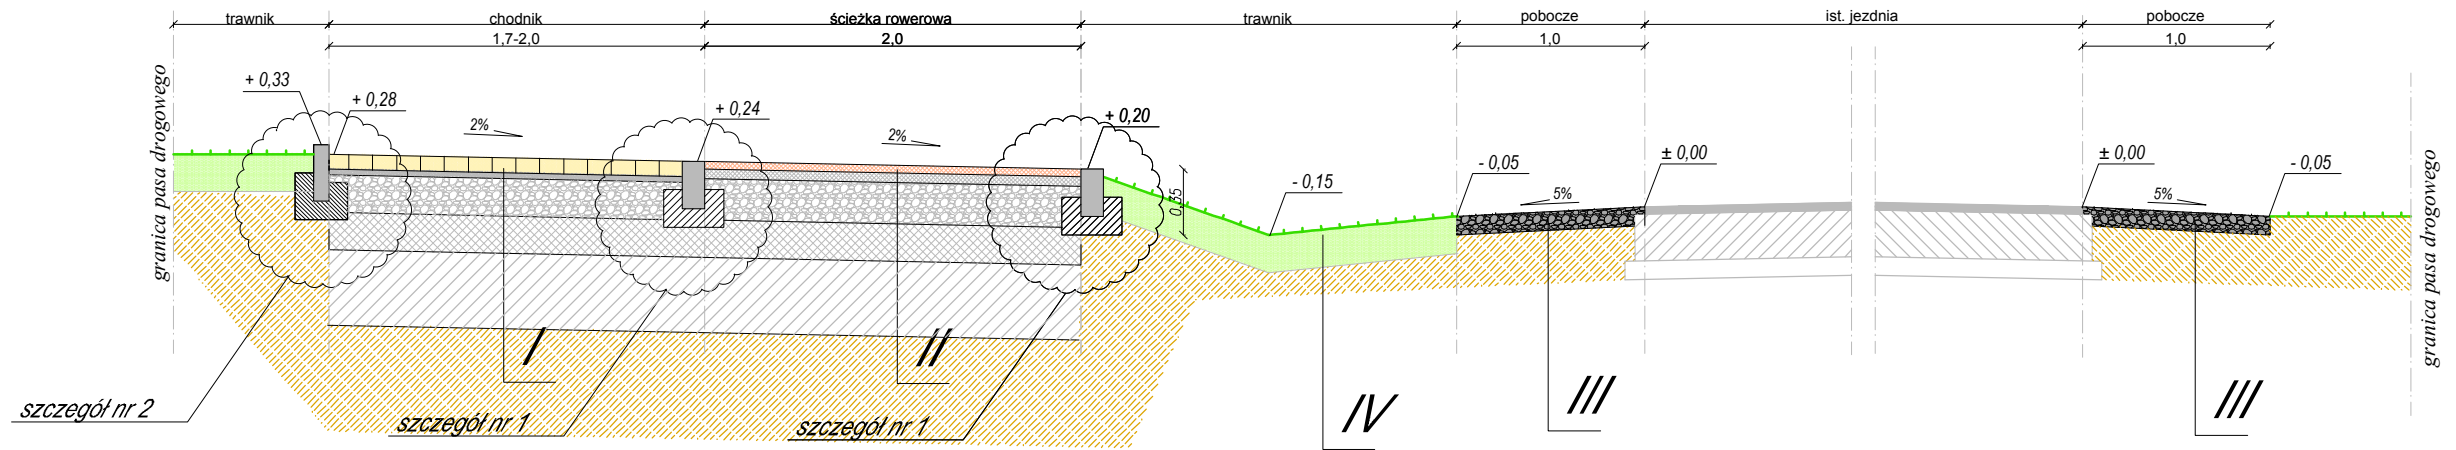 trawnik
chodnik
ścieżka rowerowa
trawnik
pobocze
ist. jezdnia
pobocze
1,7-2,0
2,0
1,0
1,0
granica pasa drogowego
+ 0,33
+ 0,28
2%
+ 0,24
2%
+ 0,20
0,35
- 0,15
- 0,05
5%
± 0,00
± 0,00
5%
- 0,05
granica pasa drogowego
I
II
IV
III
III
szczegół nr 2
szczegół nr 1
szczegół nr 1